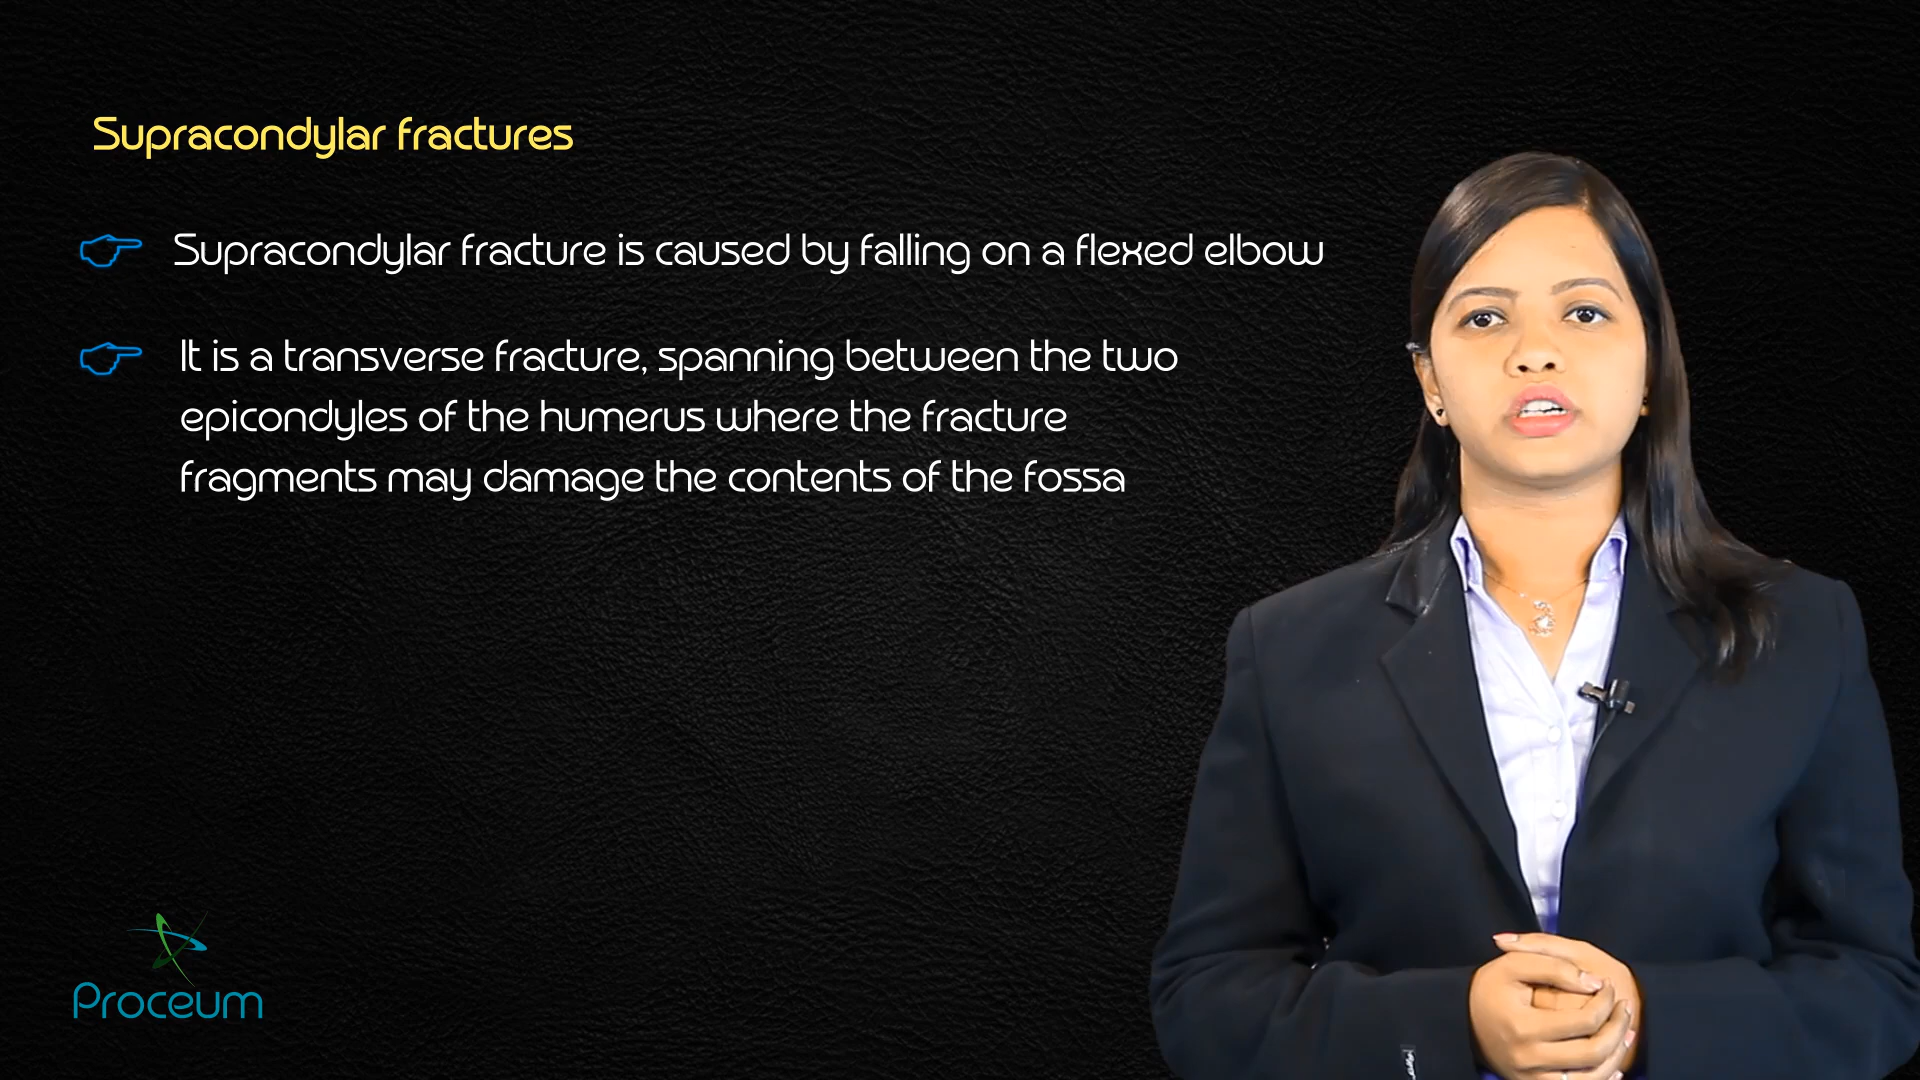 Supracondylar fractures
Supracondylar fracture is caused by falling on a flexed elbow
It is a transverse fracture, spanning between the two
epicondyles of the humerus where the fracture
fragments may damage the contents of the fossa
Proceum